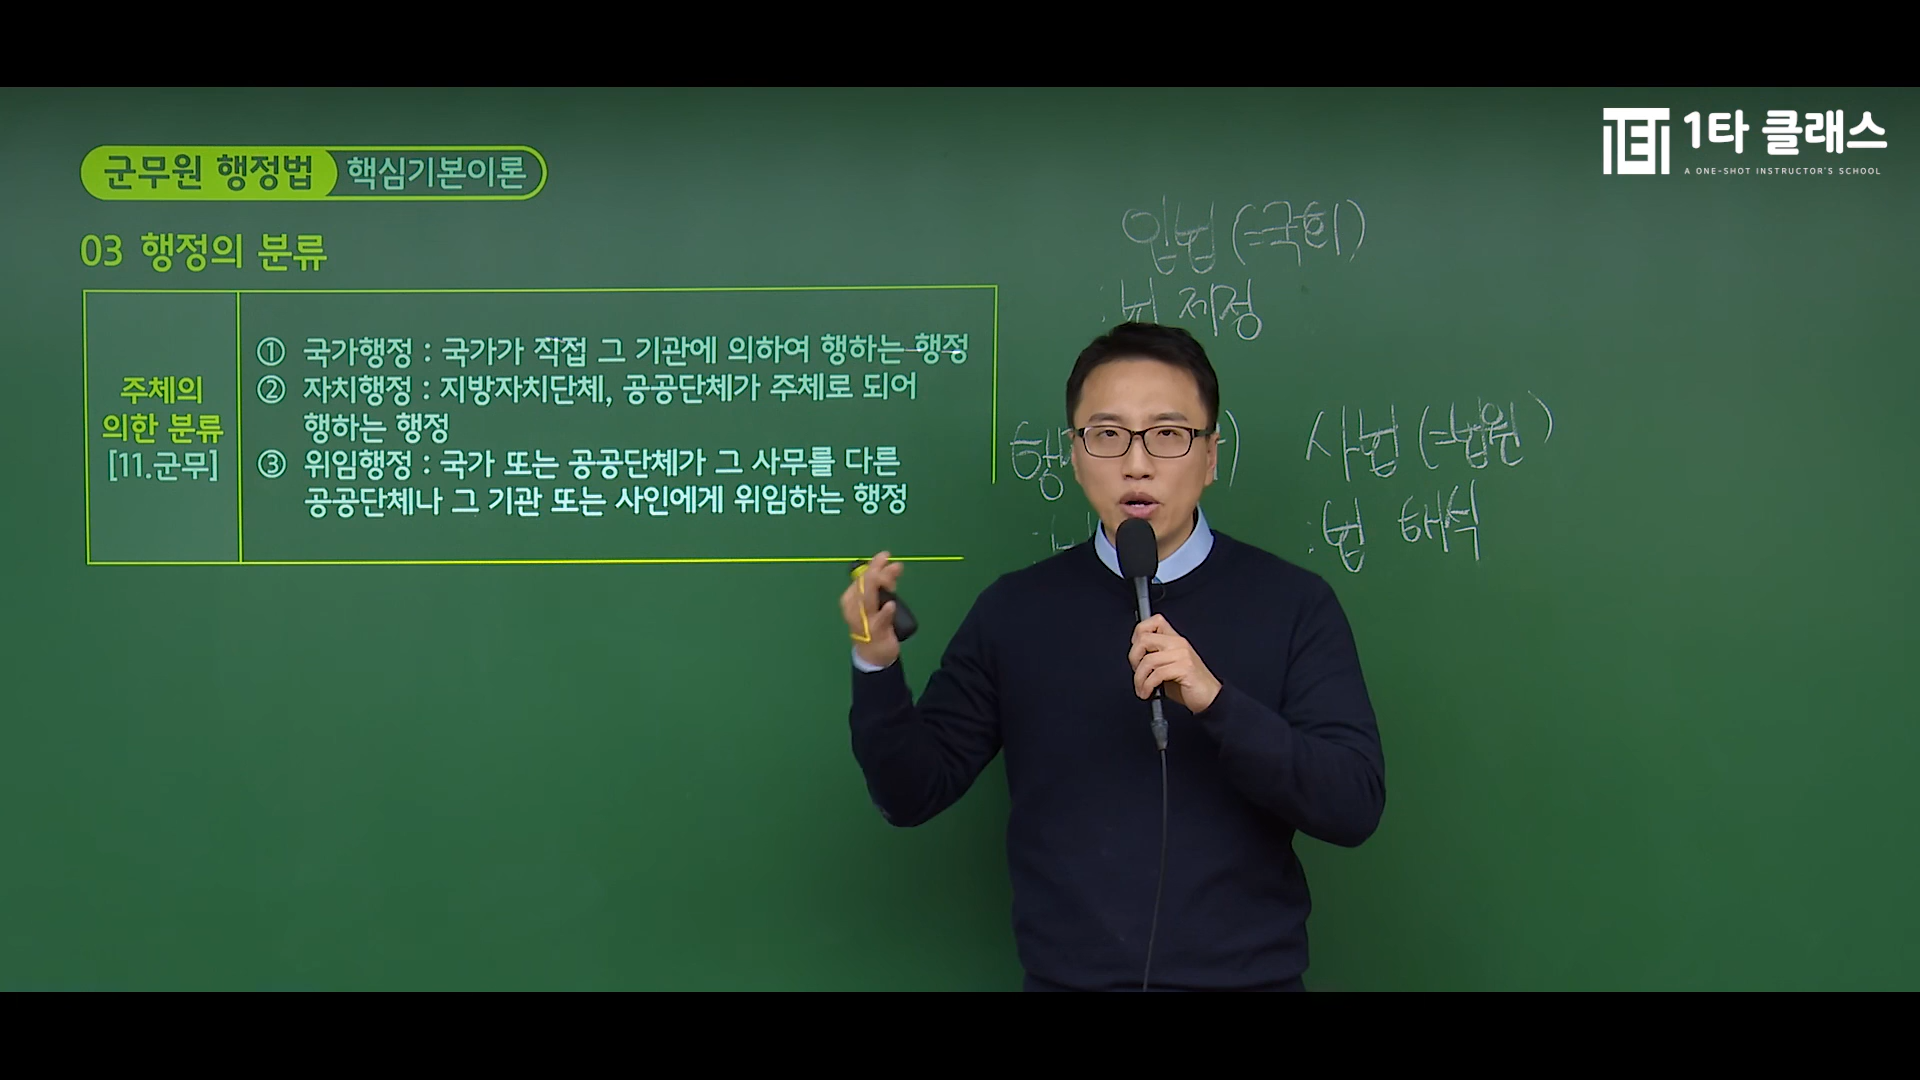 1타 클래스
A ONE-SHOT INSTRUCTOR'S SCHOOL
군무원 행정법 핵심기본이론
03 행정의 분류
주체의
의한 분류
[11.군무]
① 국가행정 : 국가가 직접 그 기관에 의하여 행하는 행정
② 자치행정 : 지방자치단체, 공공단체가 주체로 되어
행하는 행정
③ 위임행정 : 국가 또는 공공단체가 그 사무를 다른
공공단체나 그 기관 또는 사인에게 위임하는 행정
입법 (=국회)
: 법 제정
사법 (=법원)
: 법 해석